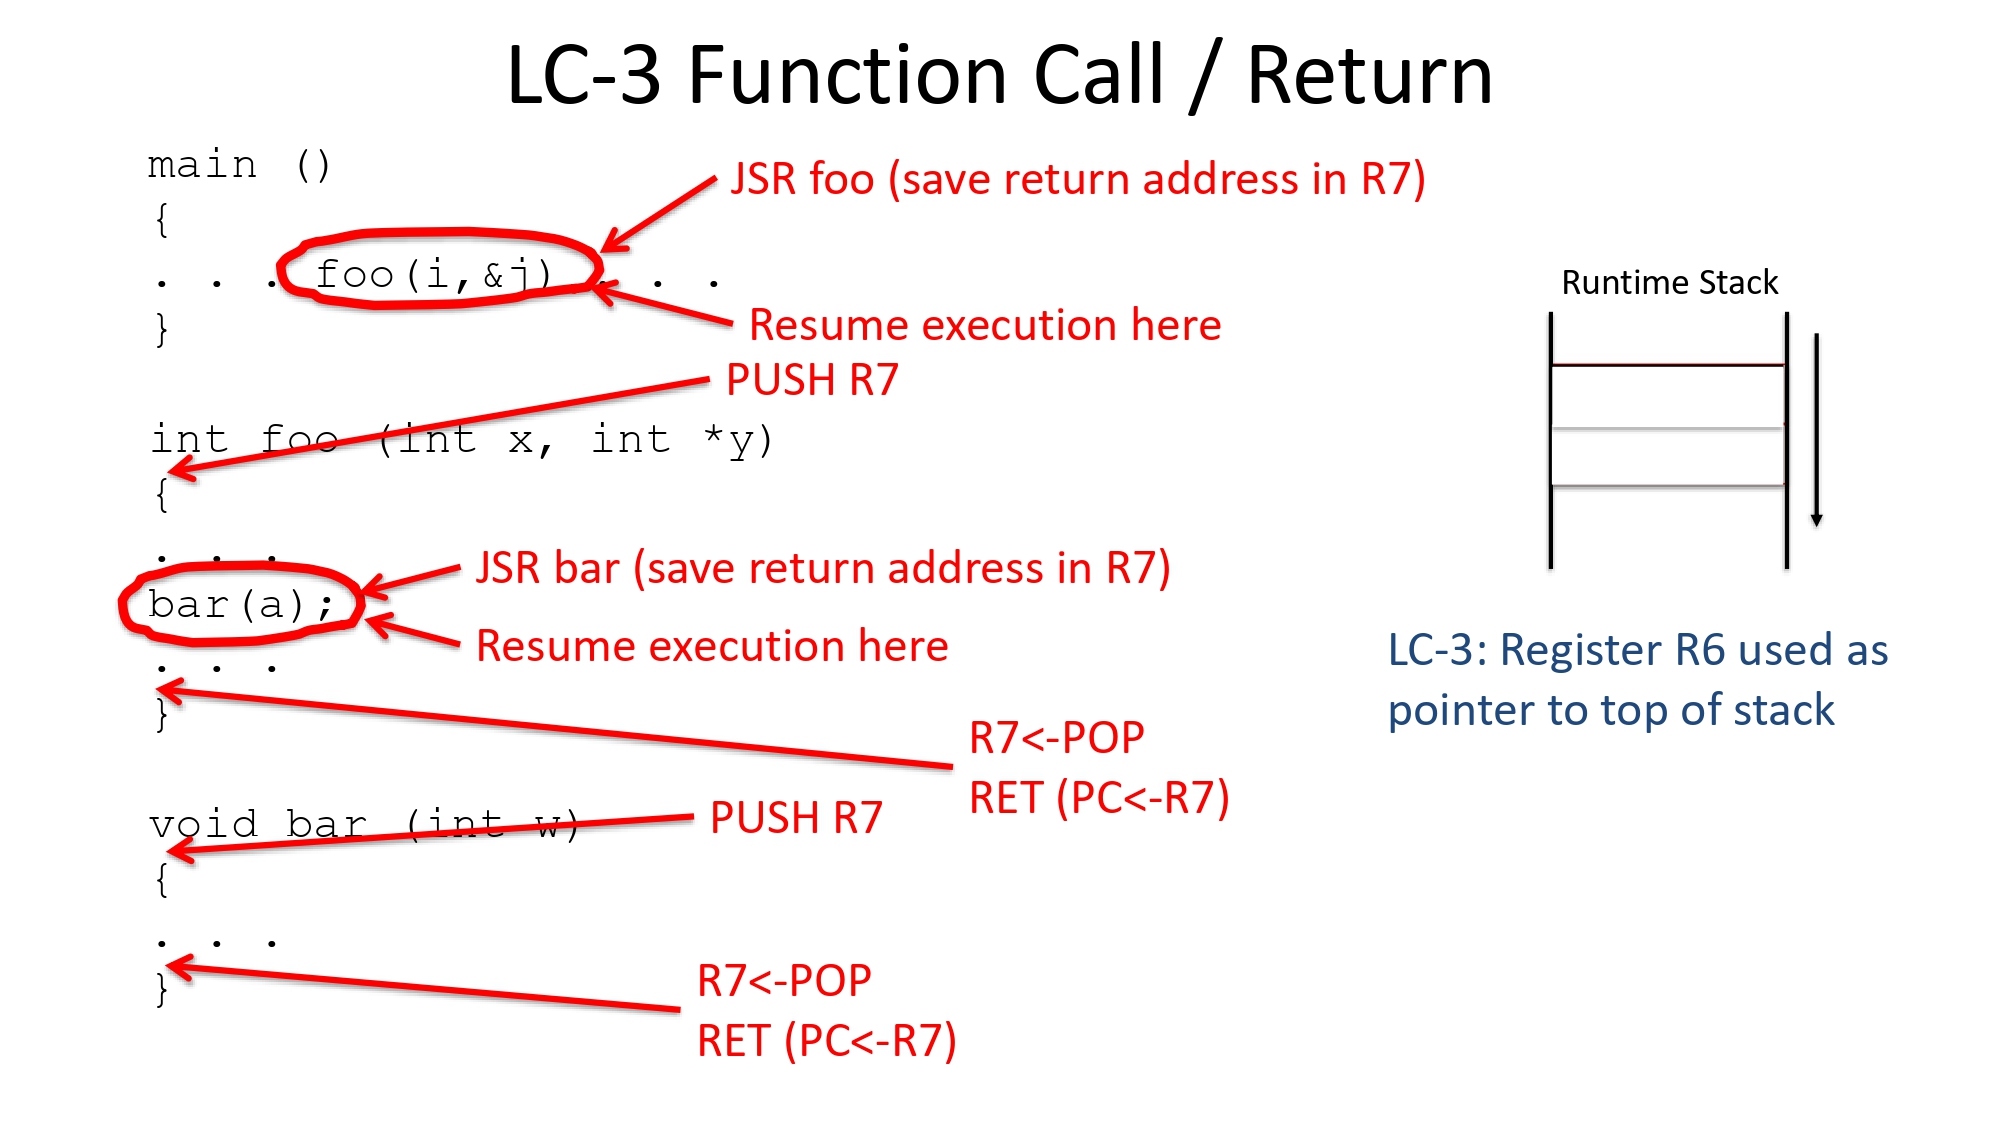 LC-3 Function Call / Return
main ()
{
. . . foo(i,&j) . . .
}
JSR foo (save return address in R7)
Resume execution here
PUSH R7
int foo (int x, int *y)
{
. . .
bar(a);
. . .
}
JSR bar (save return address in R7)
Resume execution here
R7<-POP
RET (PC<-R7)
void bar (int w)
{
. . .
}
PUSH R7
R7<-POP
RET (PC<-R7)
Runtime Stack
LC-3: Register R6 used as
pointer to top of stack